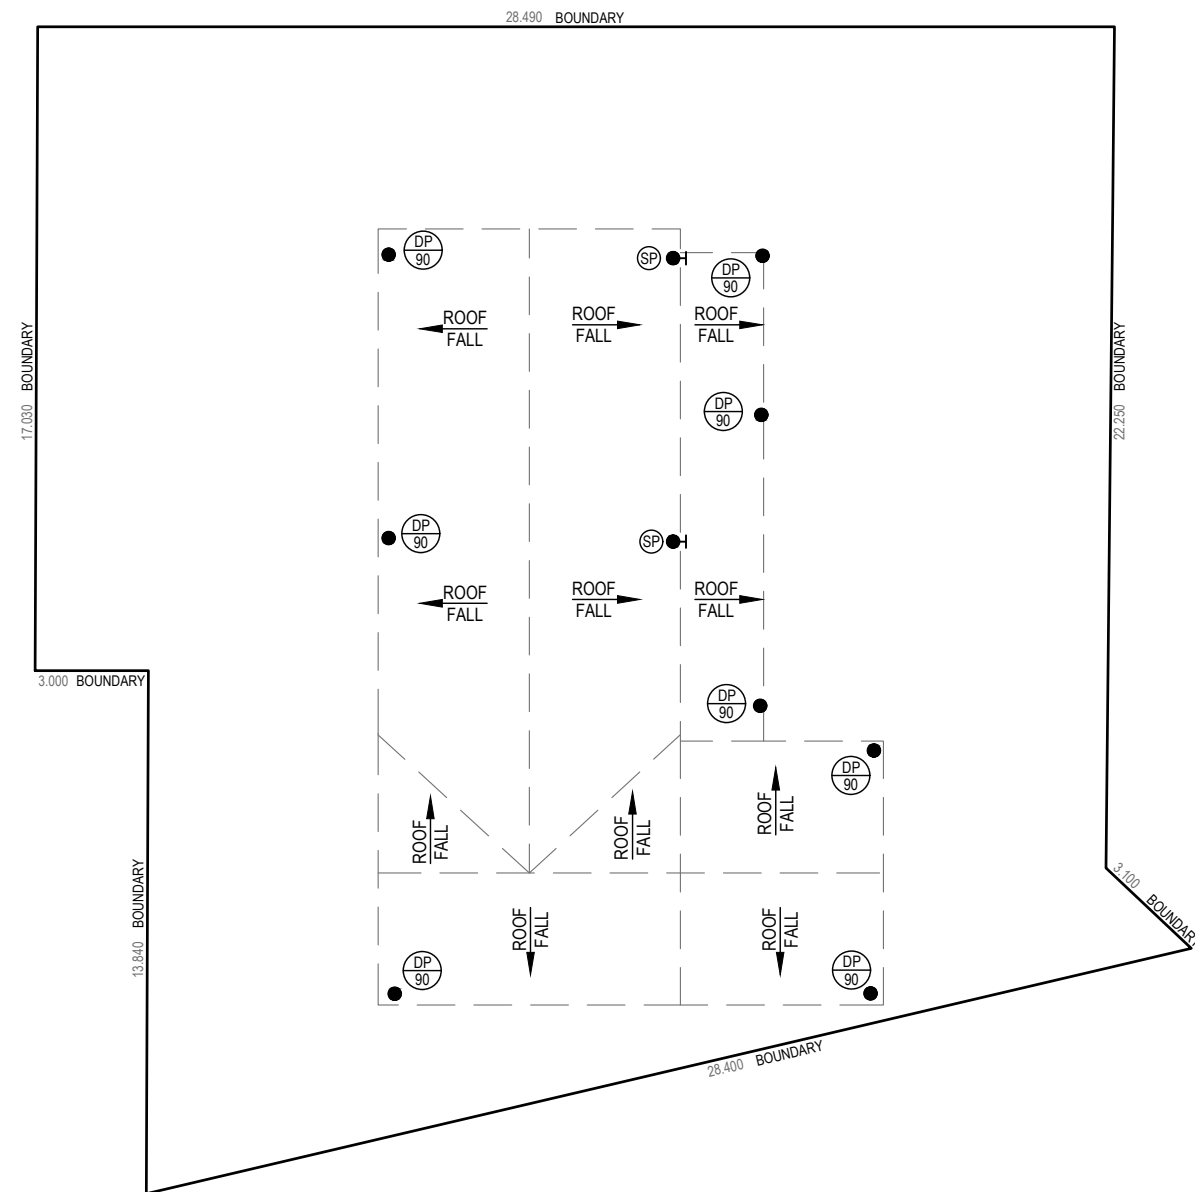 28.490 BOUNDARY
DP
90
SP
DP
90
ROOF
FALL
ROOF
FALL
ROOF
FALL
17.030 BOUNDARY
22.250 BOUNDARY
DP
90
DP
90
SP
ROOF
FALL
ROOF
FALL
ROOF
FALL
3.000 BOUNDARY
DP
90
DP
90
ROOF
FALL
ROOF
FALL
ROOF
FALL
3.100 BOUNDAR
13.840 BOUNDARY
ROOF
FALL
ROOF
FALL
DP
90
DP
90
28.400 BOUNDARY